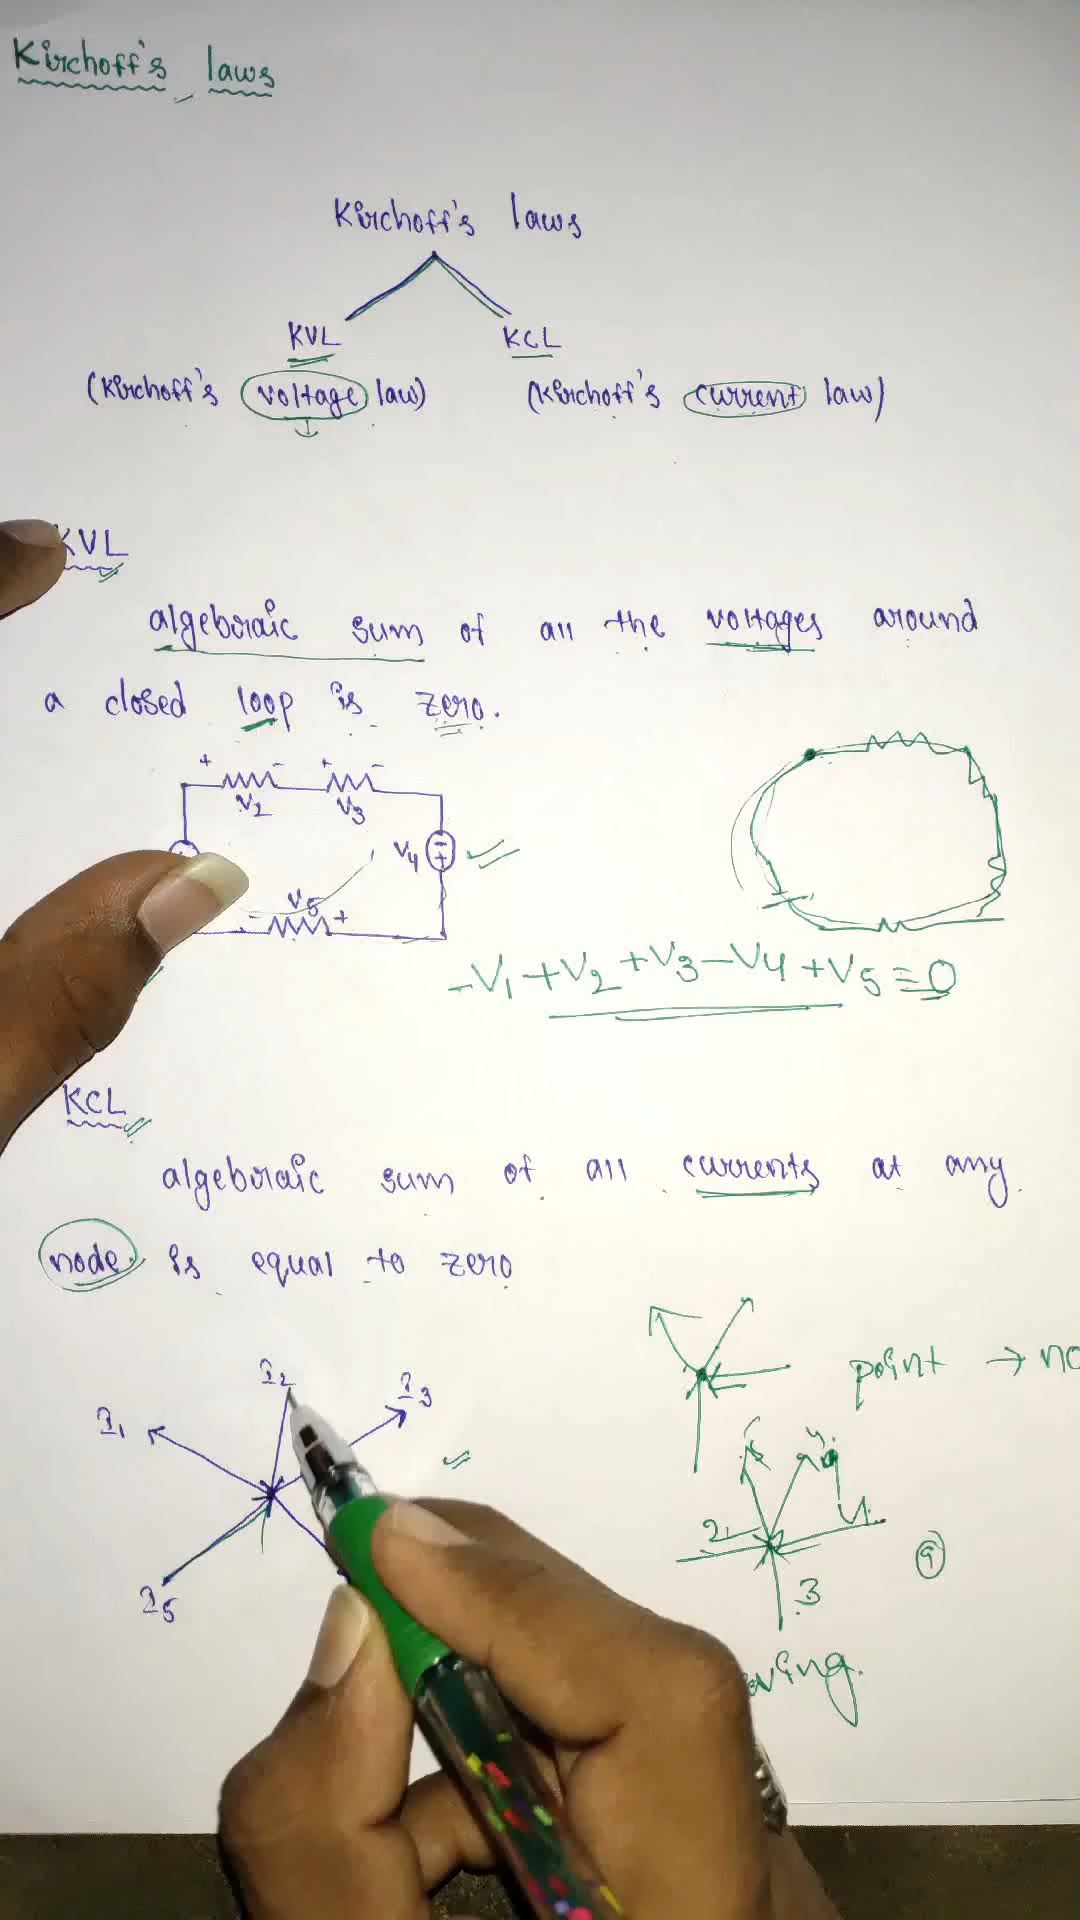 Kirchoff's laws
Kirchoff's laws
KVL KCL
(Kirchoff's voltage law) (Kirchoff's current law)
KVL
algebraic sum of all the voltages around
a closed loop is zero.
+ - + -
V2 V3
V4 - +
V5
- +
-V1 +V2 +V3 -V4 +V5 = 0
KCL
algebraic sum of all currents at any
node is equal to zero
point → no
I2 I3
I1
2
3
I5